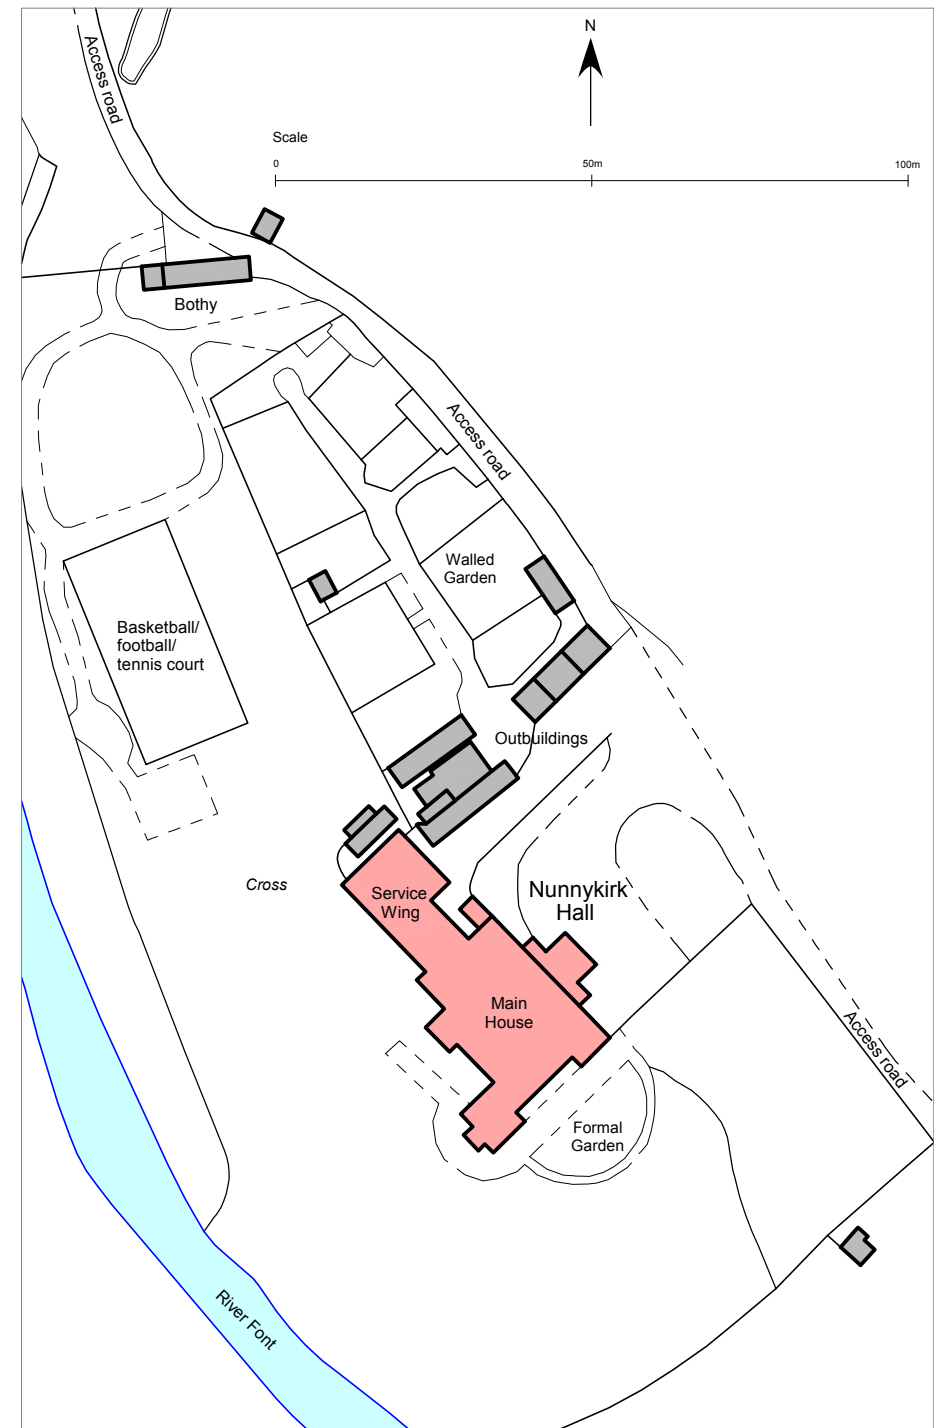 N
Access road
Scale
0
50m
100m
Bothy
Access road
Walled
Garden
Basketball/
football/
tennis court
Outbuildings
Cross
Service
Wing
Nunnykirk
Hall
Main
House
Access road
Formal
Garden
River Font